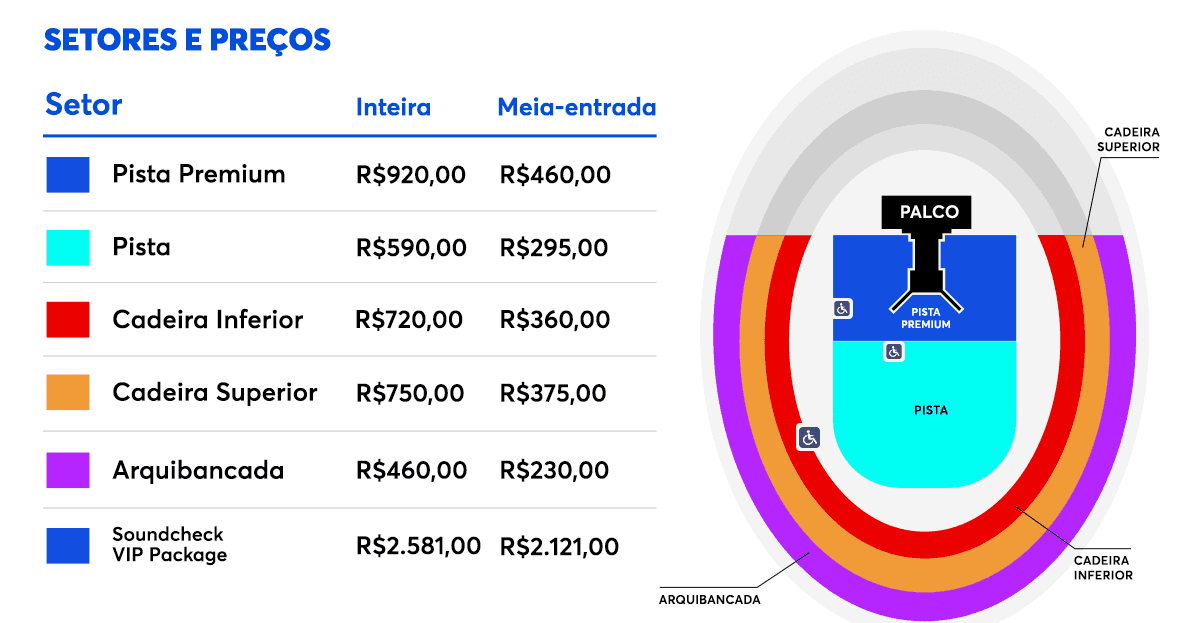 SETORES E PREÇOS
Setor Inteira Meia-entrada
Pista Premium R$920,00 R$460,00
Pista R$590,00 R$295,00
Cadeira Inferior R$720,00 R$360,00
Cadeira Superior R$750,00 R$375,00
Arquibancada R$460,00 R$230,00
Soundcheck
VIP Package R$2.581,00 R$2.121,00
CADEIRA
SUPERIOR
PALCO
PISTA
PREMIUM
PISTA
CADEIRA
INFERIOR
ARQUIBANCADA